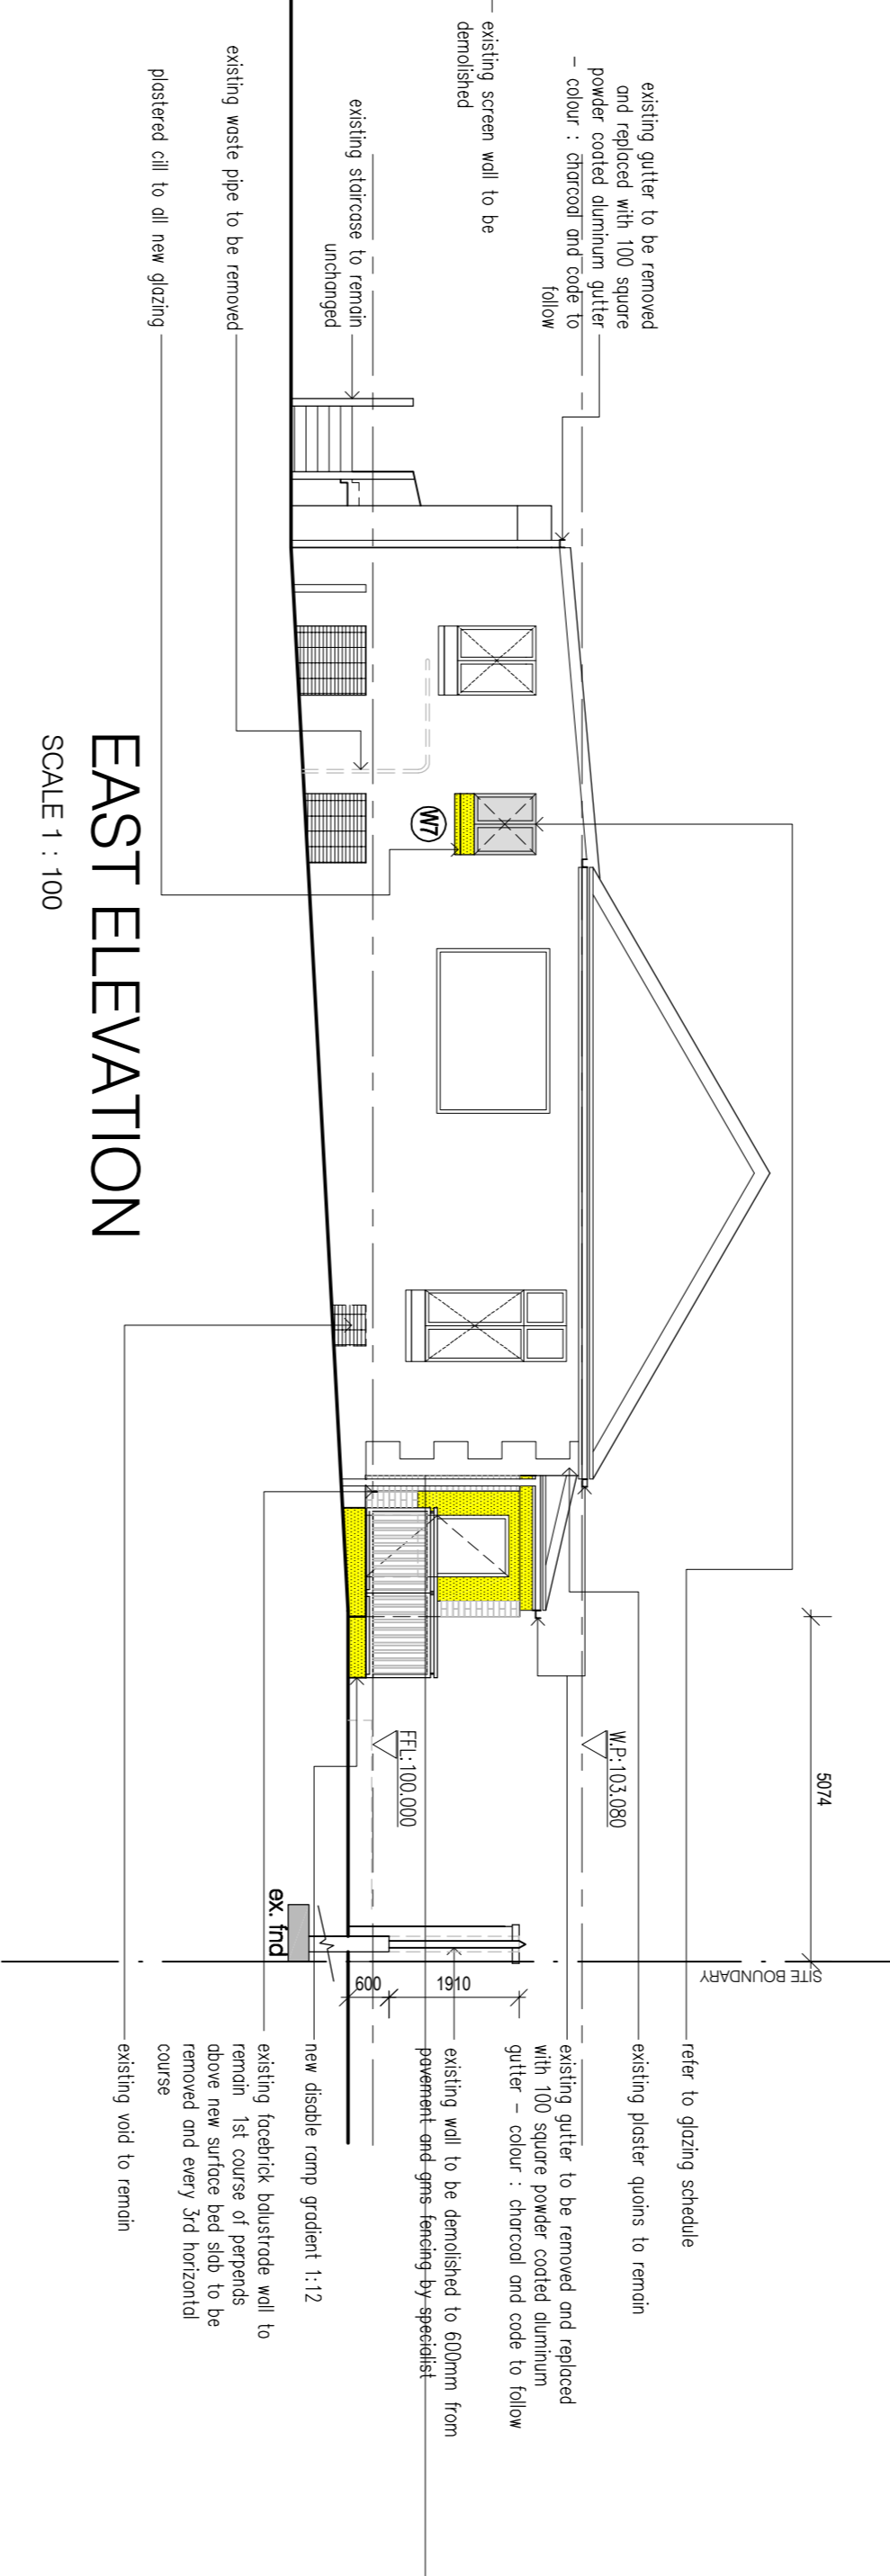 existing gutter to be removed
and replaced with 100 square
powder coated aluminum gutter
- colour : charcoal and code to
follow
existing screen wall to be
demolished
existing staircase to remain
unchanged
existing waste pipe to be removed
plastered cill to all new glazing
W7
EAST ELEVATION
SCALE 1 : 100
5074
W.P:103.080
FFL:100.000
SITE BOUNDARY
ex. fnd
600
1910
refer to glazing schedule
existing plaster quoins to remain
existing gutter to be removed and replaced
with 100 square powder coated aluminum
gutter - colour : charcoal and code to follow
existing wall to be demolished to 600mm from
pavement and gms fencing by specialist
new disable ramp gradient 1:12
existing facebrick balustrade wall to
remain 1st course of perpends
above new surface bed slab to be
removed and every 3rd horizontal
course
existing void to remain